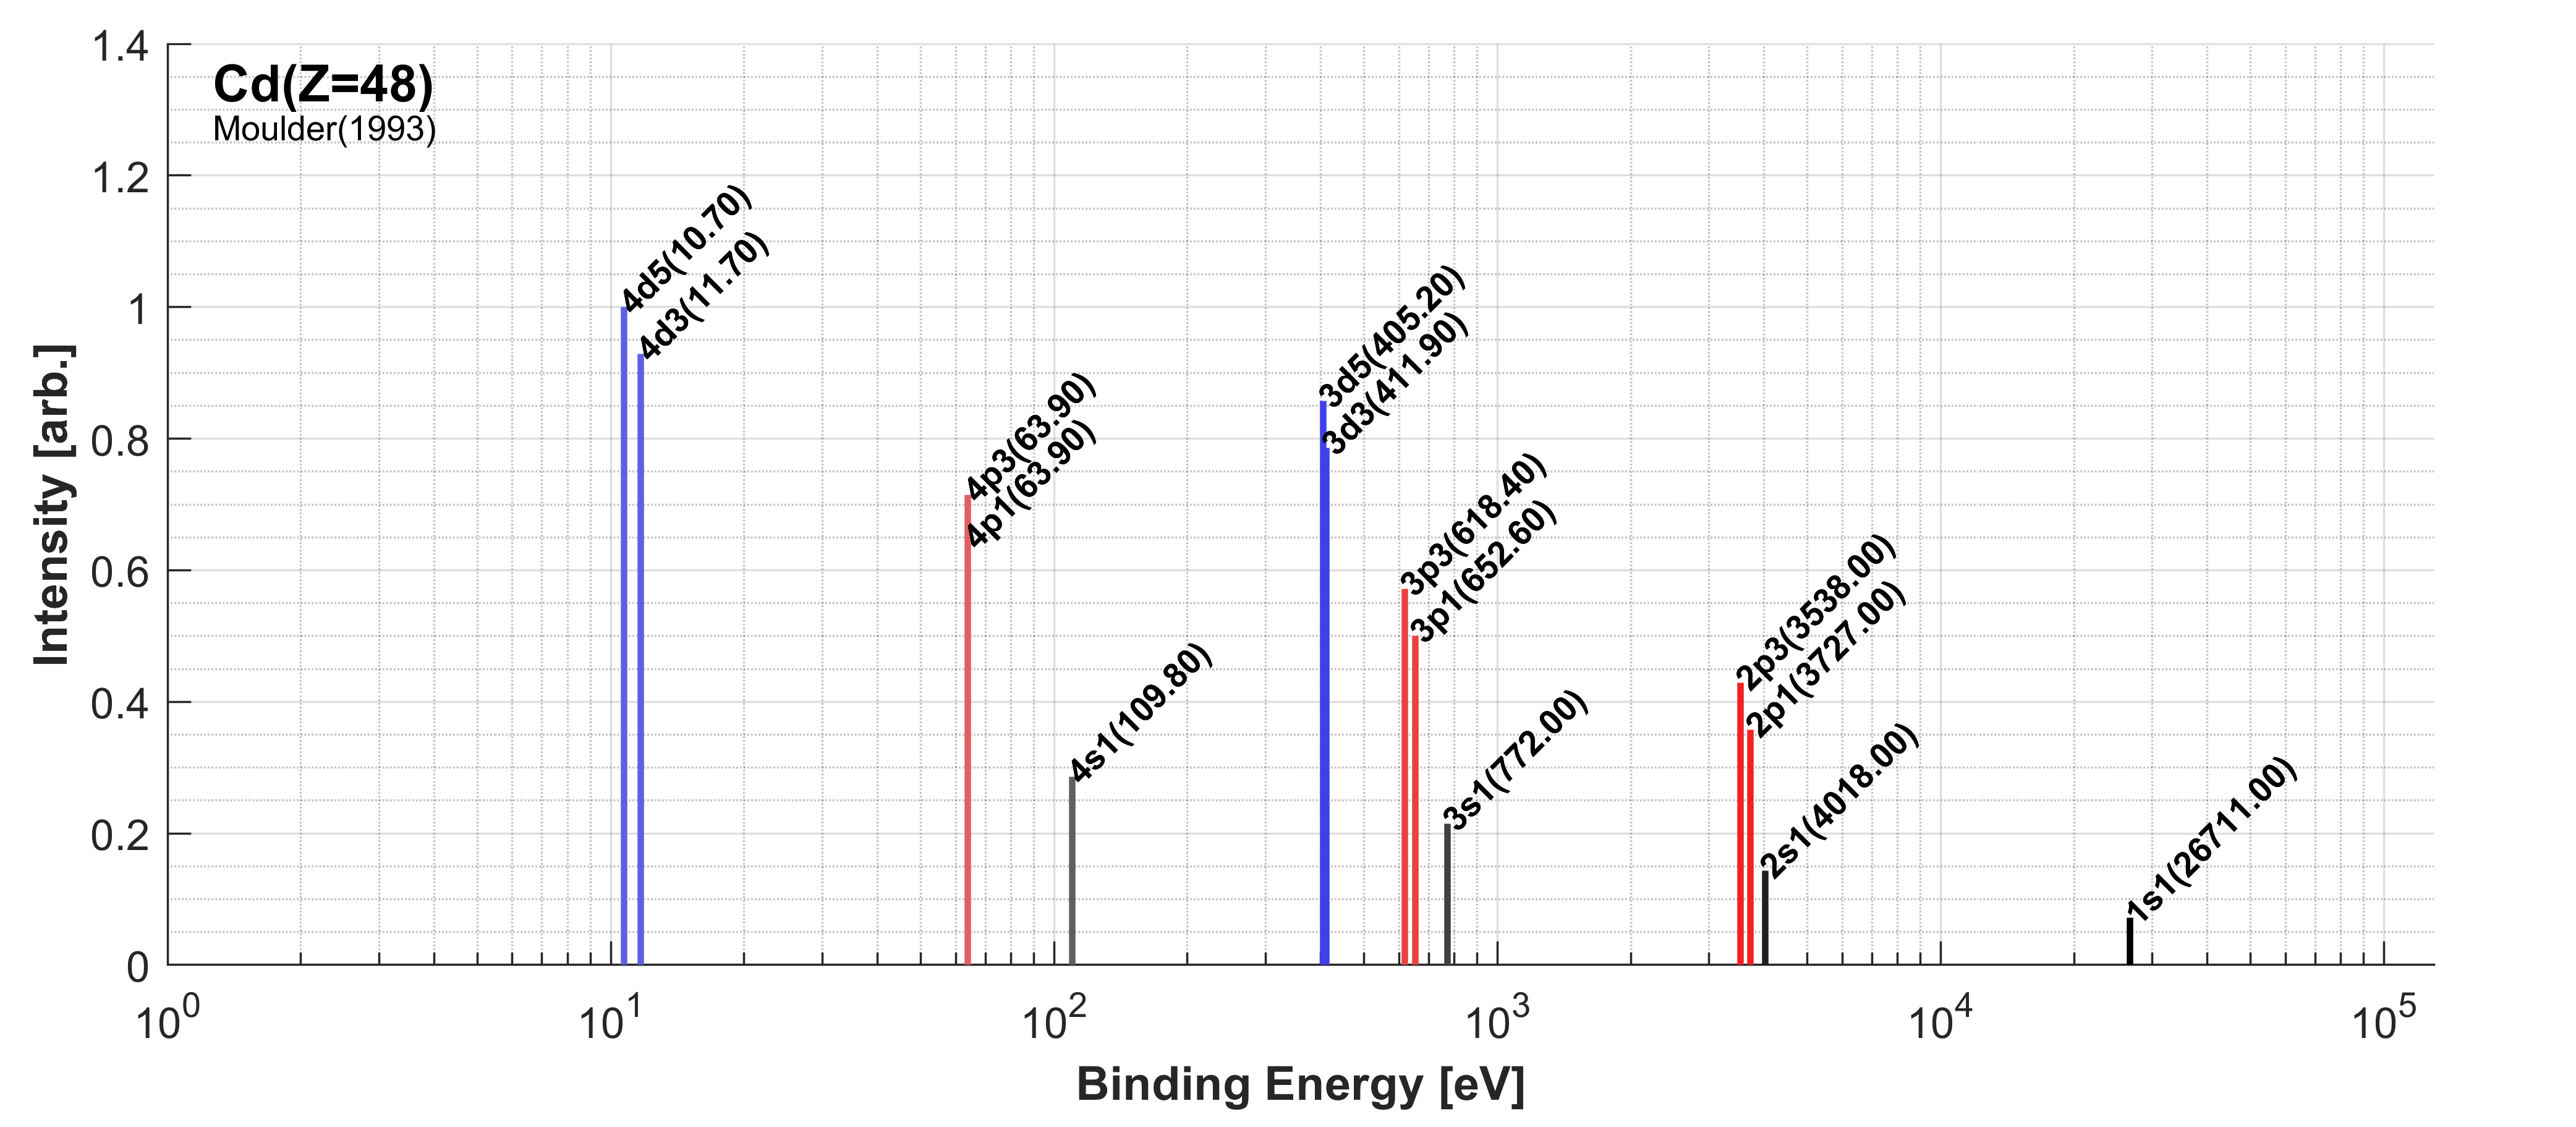 Cd(Z=48)
Moulder(1993)
1.4
1.2
1
0.8
0.6
0.4
0.2
0
Intensity [arb.]
4d5(10.70)
4d3(11.70)
4p3(63.90)
4p1(63.90)
4s1(109.80)
3d5(405.20)
3d3(411.90)
3p3(618.40)
3p1(652.60)
3s1(772.00)
2p3(3538.00)
2p1(3727.00)
2s1(4018.00)
1s1(26711.00)
10^0 10^1 10^2 10^3 10^4 10^5
Binding Energy [eV]